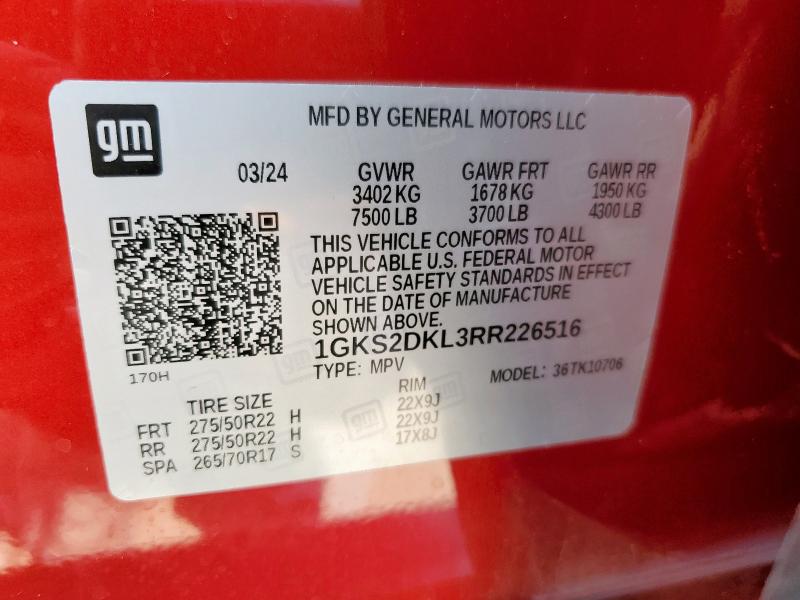 gm
MFD BY GENERAL MOTORS LLC
03/24 GVWR GAWR FRT GAWR RR
3402 KG 1678 KG 1950 KG
7500 LB 3700 LB 4300 LB
THIS VEHICLE CONFORMS TO ALL
APPLICABLE U.S. FEDERAL MOTOR
VEHICLE SAFETY STANDARDS IN EFFECT
ON THE DATE OF MANUFACTURE
SHOWN ABOVE.
1GKS2DKL3RR226516
170H
TYPE: MPV MODEL: 36TK10706
TIRE SIZE RIM
FRT 275/50R22 H 22X9J
RR 275/50R22 H 22X9J
SPA 265/70R17 S 17X8J
gm